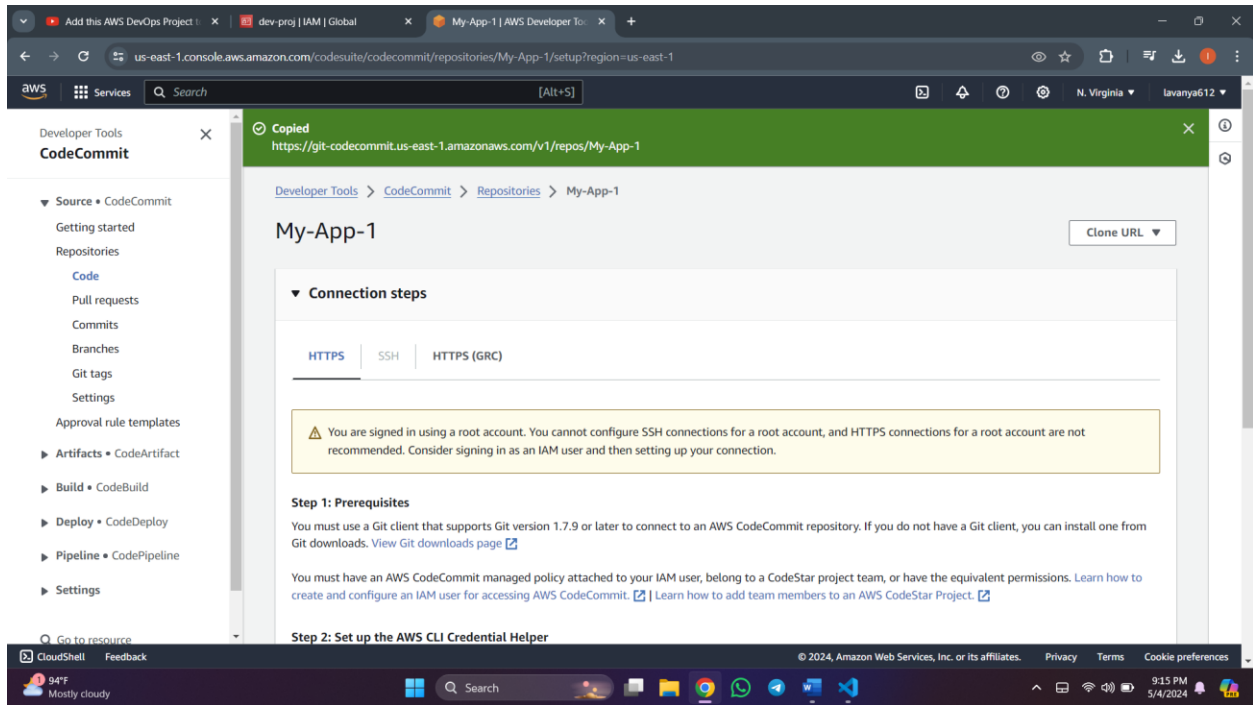 Add this AWS DevOps Project t
dev-proj | IAM | Global
My-App-1 | AWS Developer Too
us-east-1.console.aws.amazon.com/codesuite/codecommit/repositories/My-App-1/setup?region=us-east-1
aws
Services
Search
[Alt+S]
N. Virginia
lavanya612
Developer Tools
CodeCommit
Source • CodeCommit
Getting started
Repositories
Code
Pull requests
Commits
Branches
Git tags
Settings
Approval rule templates
Artifacts • CodeArtifact
Build • CodeBuild
Deploy • CodeDeploy
Pipeline • CodePipeline
Settings
Go to resource
Copied
https://git-codecommit.us-east-1.amazonaws.com/v1/repos/My-App-1
Developer Tools > CodeCommit > Repositories > My-App-1
My-App-1
Clone URL
Connection steps
HTTPS
SSH
HTTPS (GRC)
You are signed in using a root account. You cannot configure SSH connections for a root account, and HTTPS connections for a root account are not
recommended. Consider signing in as an IAM user and then setting up your connection.
Step 1: Prerequisites
You must use a Git client that supports Git version 1.7.9 or later to connect to an AWS CodeCommit repository. If you do not have a Git client, you can install one from
Git downloads. View Git downloads page
You must have an AWS CodeCommit managed policy attached to your IAM user, belong to a CodeStar project team, or have the equivalent permissions. Learn how to
create and configure an IAM user for accessing AWS CodeCommit. | Learn how to add team members to an AWS CodeStar Project.
Step 2: Set up the AWS CLI Credential Helper
CloudShell
Feedback
© 2024, Amazon Web Services, Inc. or its affiliates.
Privacy
Terms
Cookie preferences
1
94°F
Mostly cloudy
Search
9:15 PM
5/4/2024